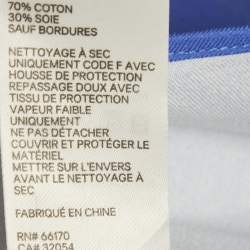 70% COTON
30% SOIE
SAUF BORDURES
NETTOYAGE À SEC
UNIQUEMENT CODE F AVEC
HOUSSE DE PROTECTION
REPASSAGE DOUX AVEC
TISSU DE PROTECTION
VAPEUR FAIBLE
UNIQUEMENT
NE PAS DÉTACHER
COUVRIR ET PROTÉGER LE
MATÉRIEL
METTRE SUR L'ENVERS
AVANT LE NETTOYAGE À
SEC
FABRIQUÉ EN CHINE
RN# 66170
CA# 32054